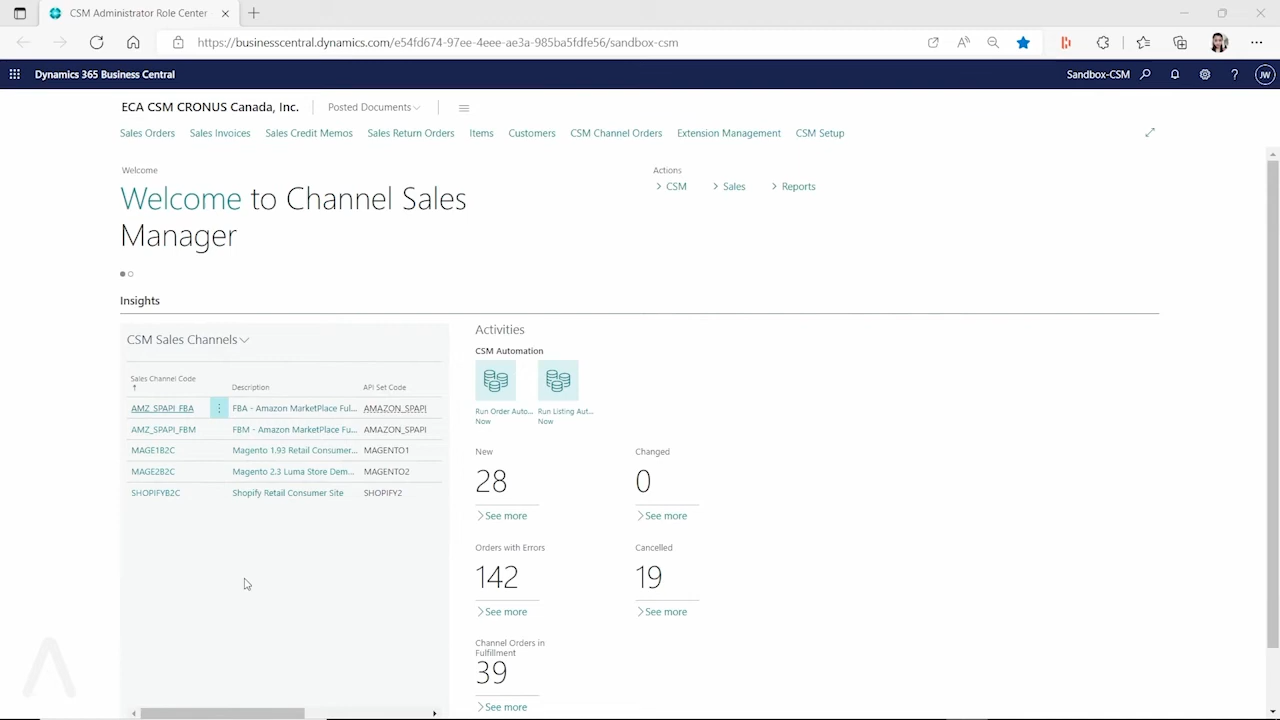 CSM Administrator Role Center
https://businesscentral.dynamics.com/e54fd674-97ee-4eee-ae3a-985ba5fdfe56/sandbox-csm
Dynamics 365 Business Central
Sandbox-CSM
JW
ECA CSM CRONUS Canada, Inc.
Posted Documents
Sales Orders
Sales Invoices
Sales Credit Memos
Sales Return Orders
Items
Customers
CSM Channel Orders
Extension Management
CSM Setup
Welcome
Welcome to Channel Sales
Manager
Actions
CSM
Sales
Reports
Insights
CSM Sales Channels
Sales Channel Code
Description
API Set Code
AMZ_SPAPI_FBA
FBA - Amazon MarketPlace Ful...
AMAZON_SPAPI
AMZ_SPAPI_FBM
FBM - Amazon MarketPlace Fu...
AMAZON_SPAPI
MAGE1B2C
Magento 1.93 Retail Consumer...
MAGENTO1
MAGE2B2C
Magento 2.3 Luma Store Dem...
MAGENTO2
SHOPIFYB2C
Shopify Retail Consumer Site
SHOPIFY2
Activities
CSM Automation
Run Order Auto...
Now
Run Listing Aut...
Now
New
28
See more
Changed
0
See more
Orders with Errors
142
See more
Cancelled
19
See more
Channel Orders in
Fulfillment
39
See more